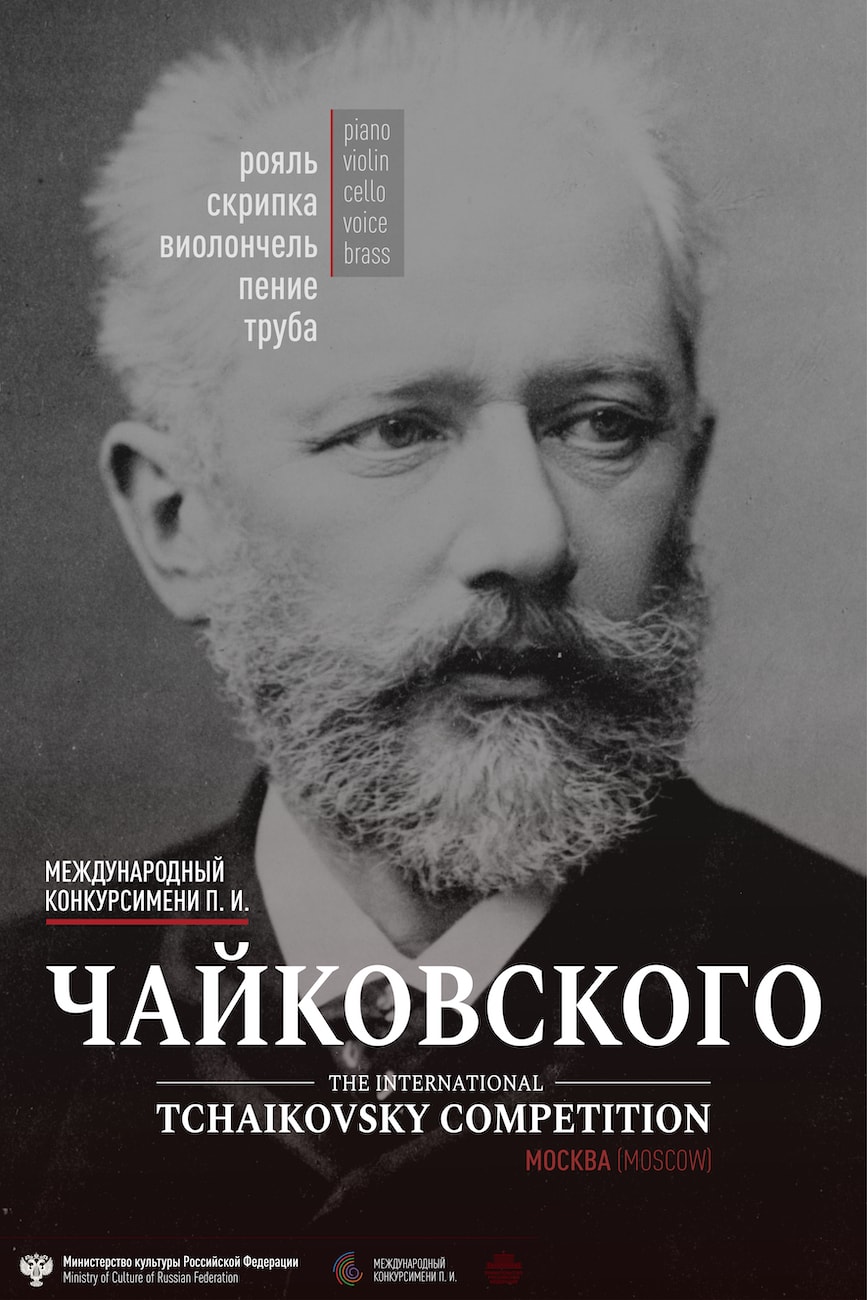 рояль
скрипка
виолончель
пение
труба
piano
violin
cello
voice
brass
МЕЖДУНАРОДНЫЙ
КОНКУРСИМЕНИ П. И.
ЧАЙКОВСКОГО
THE INTERNATIONAL
TCHAIKOVSKY COMPETITION
МОСКВА (MOSCOW)
Министерство культуры Российской Федерации
Ministry of Culture of Russian Federation
МЕЖДУНАРОДНЫЙ
КОНКУРСИМЕНИ П. И.